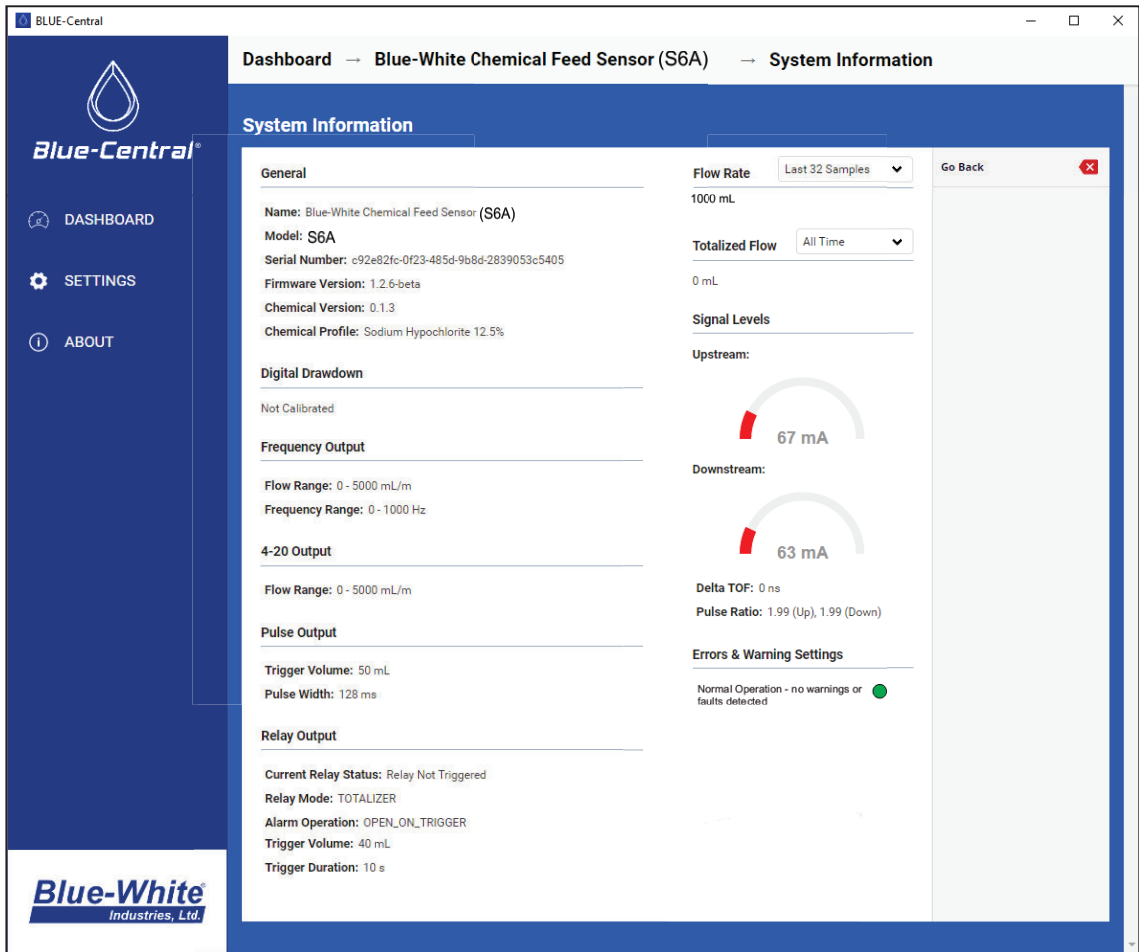 BLUE-Central
Dashboard → Blue-White Chemical Feed Sensor (S6A) → System Information
Blue-Central®
DASHBOARD
SETTINGS
ABOUT
Blue-White®
Industries, Ltd.
System Information
General
Name: Blue-White Chemical Feed Sensor (S6A)
Model: S6A
Serial Number: c92e82fc-0f23-485d-9b8d-2839053c5405
Firmware Version: 1.2.6-beta
Chemical Version: 0.1.3
Chemical Profile: Sodium Hypochlorite 12.5%
Digital Drawdown
Not Calibrated
Frequency Output
Flow Range: 0 - 5000 mL/m
Frequency Range: 0 - 1000 Hz
4-20 Output
Flow Range: 0 - 5000 mL/m
Pulse Output
Trigger Volume: 50 mL
Pulse Width: 128 ms
Relay Output
Current Relay Status: Relay Not Triggered
Relay Mode: TOTALIZER
Alarm Operation: OPEN_ON_TRIGGER
Trigger Volume: 40 mL
Trigger Duration: 10 s
Flow Rate Last 32 Samples
1000 mL
Totalized Flow All Time
0 mL
Signal Levels
Upstream:
67 mA
Downstream:
63 mA
Delta TOF: 0 ns
Pulse Ratio: 1.99 (Up), 1.99 (Down)
Errors & Warning Settings
Normal Operation - no warnings or
faults detected
Go Back